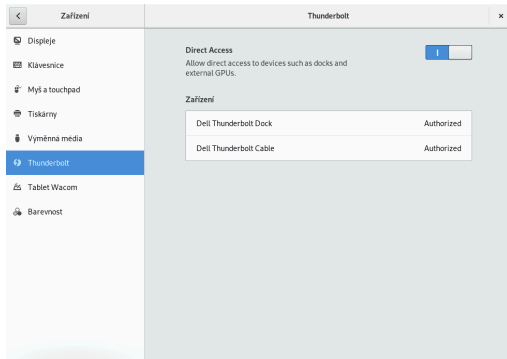 Zařízení
Thunderbolt
Displeje
Klávesnice
Myš a touchpad
Tiskárny
Výměnná média
Thunderbolt
Tablet Wacom
Barevnost
Direct Access
Allow direct access to devices such as docks and
external GPUs.
Zařízení
Dell Thunderbolt Dock Authorized
Dell Thunderbolt Cable Authorized